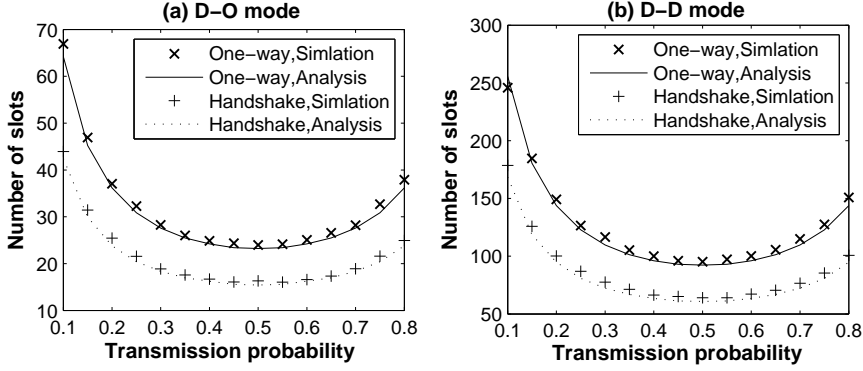 (a) D−O mode
Number of slots
70
60
50
40
30
20
10
One−way,Simlation
One−way,Analysis
Handshake,Simlation
Handshake,Analysis
0.1 0.2 0.3 0.4 0.5 0.6 0.7 0.8
Transmission probability
(b) D−D mode
Number of slots
300
250
200
150
100
50
One−way,Simlation
One−way,Analysis
Handshake,Simlation
Handshake,Analysis
0.1 0.2 0.3 0.4 0.5 0.6 0.7 0.8
Transmission probability